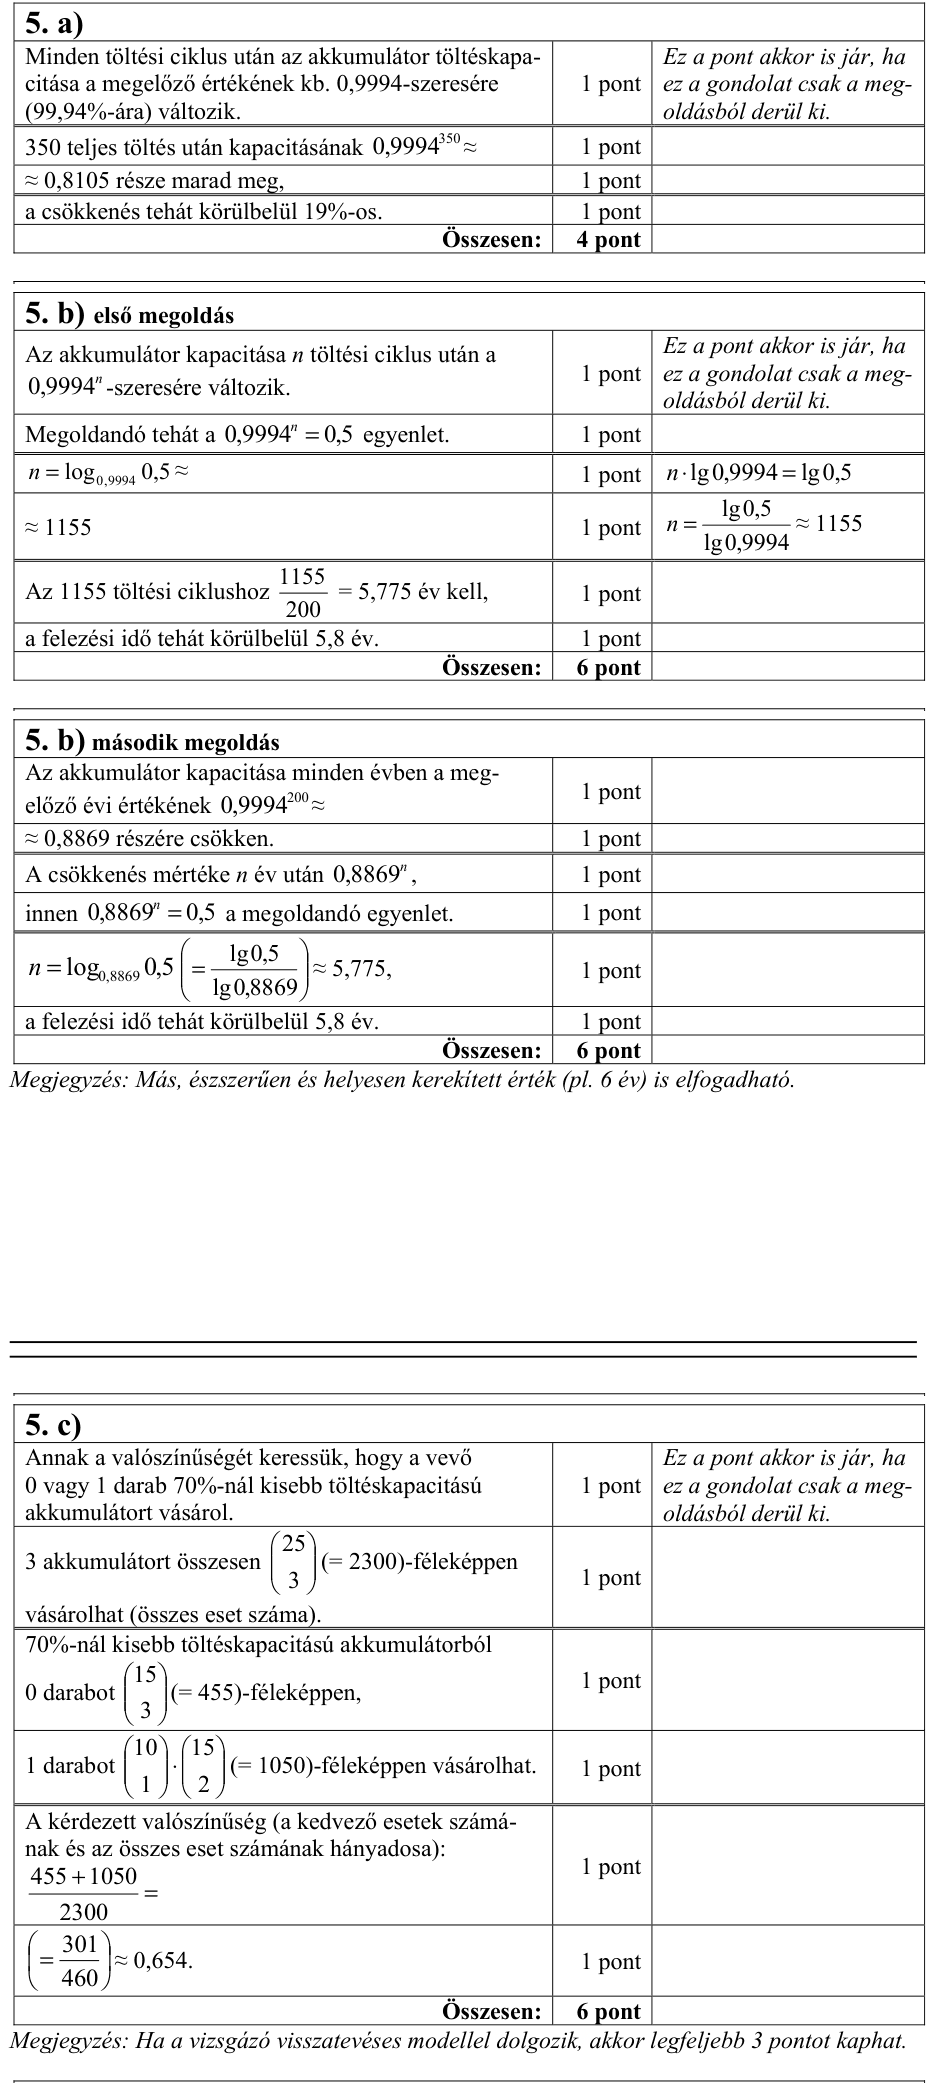 5. a)
Minden töltési ciklus után az akkumulátor töltéskapa-
citása a megelőző értékének kb. 0,9994-szeresére
(99,94%-ára) változik.
1 pont
Ez a pont akkor is jár, ha
ez a gondolat csak a meg-
oldásból derül ki.
350 teljes töltés után kapacitásának 0,9994³⁵⁰ ≈
1 pont
≈ 0,8105 része marad meg,
1 pont
a csökkenés tehát körülbelül 19%-os.
1 pont
Összesen:
4 pont
5. b) első megoldás
Az akkumulátor kapacitása n töltési ciklus után a
0,9994ⁿ -szeresére változik.
1 pont
Ez a pont akkor is jár, ha
ez a gondolat csak a meg-
oldásból derül ki.
Megoldandó tehát a 0,9994ⁿ = 0,5 egyenlet.
1 pont
n = log₀,₉₉₉₄ 0,5 ≈
1 pont
n · lg 0,9994 = lg 0,5
≈ 1155
1 pont
n = lg 0,5 / lg 0,9994 ≈ 1155
Az 1155 töltési ciklushoz 1155/200 = 5,775 év kell,
1 pont
a felezési idő tehát körülbelül 5,8 év.
1 pont
Összesen:
6 pont
5. b) második megoldás
Az akkumulátor kapacitása minden évben a meg-
előző évi értékének 0,9994²⁰⁰ ≈
1 pont
≈ 0,8869 részére csökken.
1 pont
A csökkenés mértéke n év után 0,8869ⁿ ,
1 pont
innen 0,8869ⁿ = 0,5 a megoldandó egyenlet.
1 pont
n = log₀,₈₈₆₉ 0,5 (= lg 0,5 / lg 0,8869) ≈ 5,775,
1 pont
a felezési idő tehát körülbelül 5,8 év.
1 pont
Összesen:
6 pont
Megjegyzés: Más, észszerűen és helyesen kerekített érték (pl. 6 év) is elfogadható.
5. c)
Annak a valószínűségét keressük, hogy a vevő
0 vagy 1 darab 70%-nál kisebb töltéskapacitású
akkumulátort vásárol.
1 pont
Ez a pont akkor is jár, ha
ez a gondolat csak a meg-
oldásból derül ki.
3 akkumulátort összesen (25 3) (= 2300)-féleképpen
vásárolhat (összes eset száma).
1 pont
70%-nál kisebb töltéskapacitású akkumulátorból
0 darabot (15 3) (= 455)-féleképpen,
1 pont
1 darabot (10 1) · (15 2) (= 1050)-féleképpen vásárolhat.
1 pont
A kérdezett valószínűség (a kedvező esetek számá-
nak és az összes eset számának hányadosa):
455 + 1050 / 2300 =
1 pont
(= 301/460) ≈ 0,654.
1 pont
Összesen:
6 pont
Megjegyzés: Ha a vizsgázó visszatevéses modellel dolgozik, akkor legfeljebb 3 pontot kaphat.